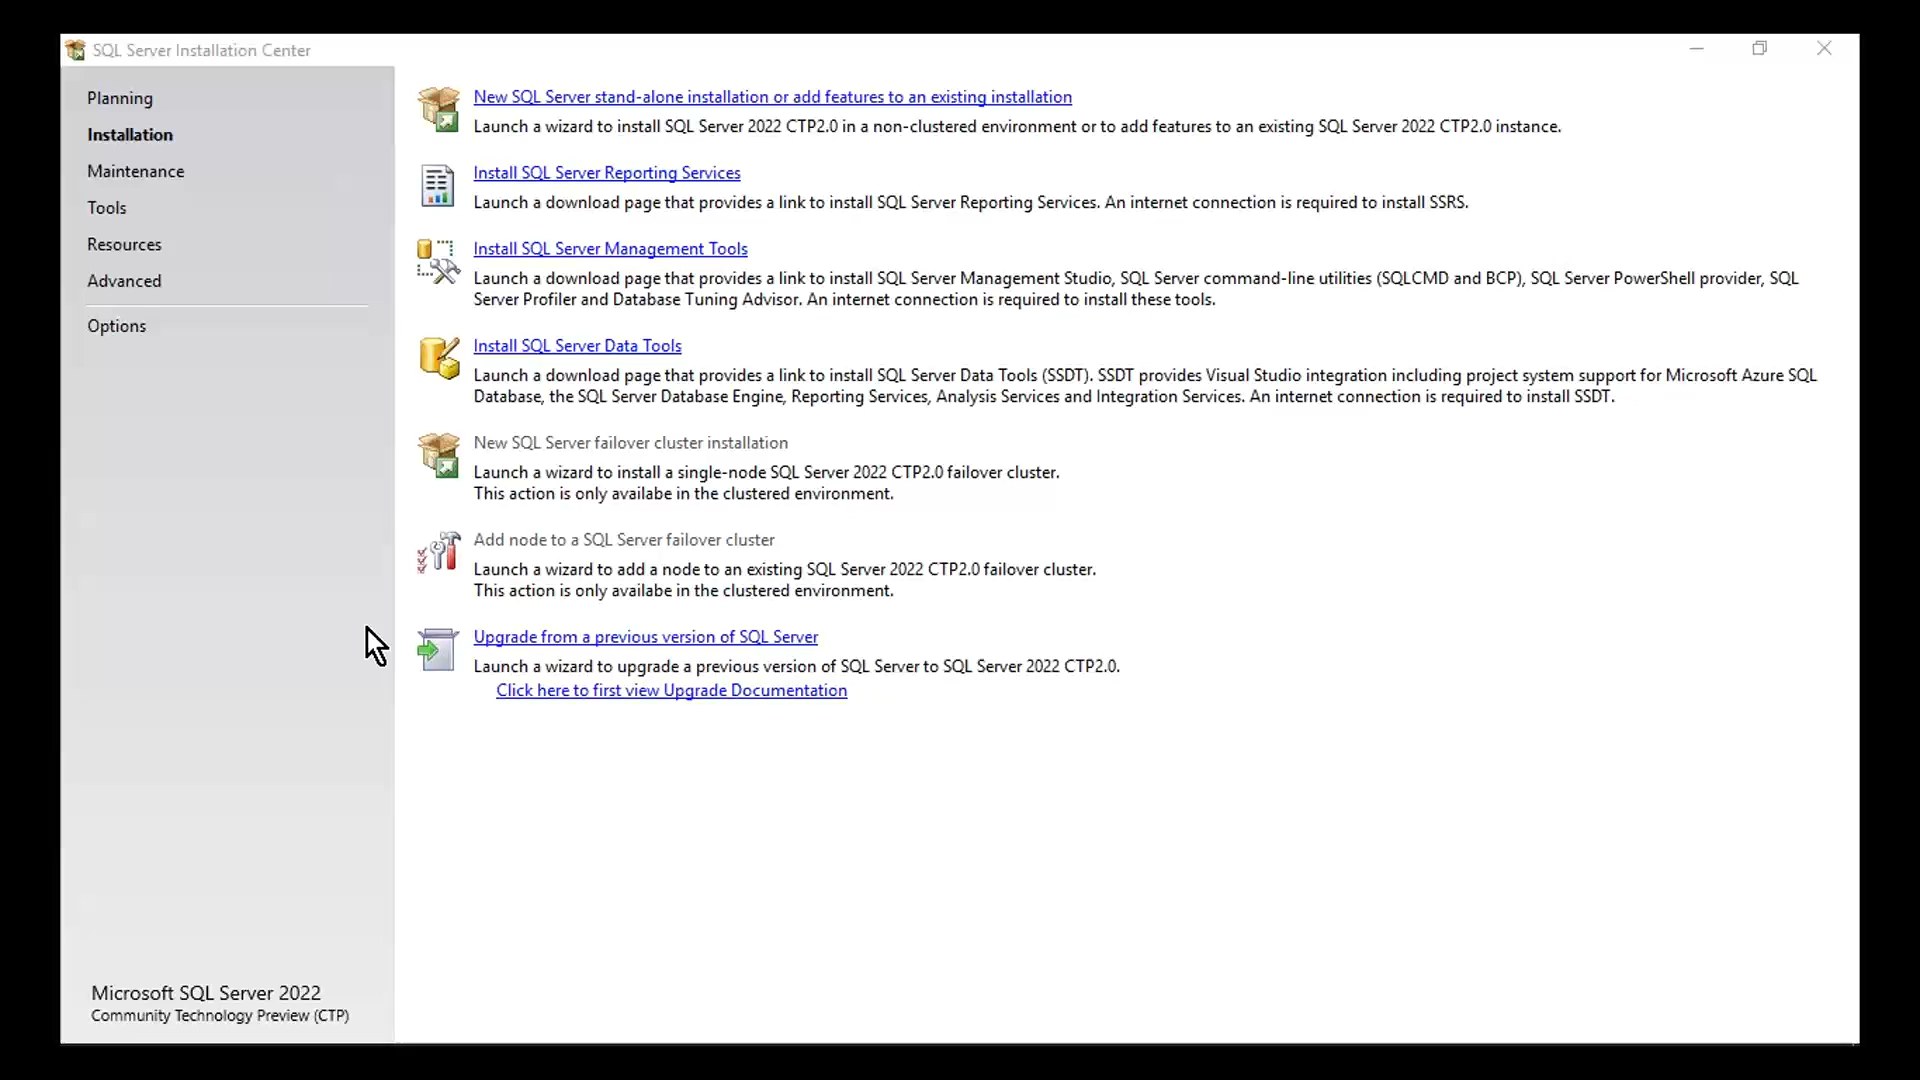 SQL Server Installation Center
Planning
Installation
Maintenance
Tools
Resources
Advanced
Options
New SQL Server stand-alone installation or add features to an existing installation
Launch a wizard to install SQL Server 2022 CTP2.0 in a non-clustered environment or to add features to an existing SQL Server 2022 CTP2.0 instance.
Install SQL Server Reporting Services
Launch a download page that provides a link to install SQL Server Reporting Services. An internet connection is required to install SSRS.
Install SQL Server Management Tools
Launch a download page that provides a link to install SQL Server Management Studio, SQL Server command-line utilities (SQLCMD and BCP), SQL Server PowerShell provider, SQL
Server Profiler and Database Tuning Advisor. An internet connection is required to install these tools.
Install SQL Server Data Tools
Launch a download page that provides a link to install SQL Server Data Tools (SSDT). SSDT provides Visual Studio integration including project system support for Microsoft Azure SQL
Database, the SQL Server Database Engine, Reporting Services, Analysis Services and Integration Services. An internet connection is required to install SSDT.
New SQL Server failover cluster installation
Launch a wizard to install a single-node SQL Server 2022 CTP2.0 failover cluster.
This action is only availabe in the clustered environment.
Add node to a SQL Server failover cluster
Launch a wizard to add a node to an existing SQL Server 2022 CTP2.0 failover cluster.
This action is only availabe in the clustered environment.
Upgrade from a previous version of SQL Server
Launch a wizard to upgrade a previous version of SQL Server to SQL Server 2022 CTP2.0.
Click here to first view Upgrade Documentation
Microsoft SQL Server 2022
Community Technology Preview (CTP)